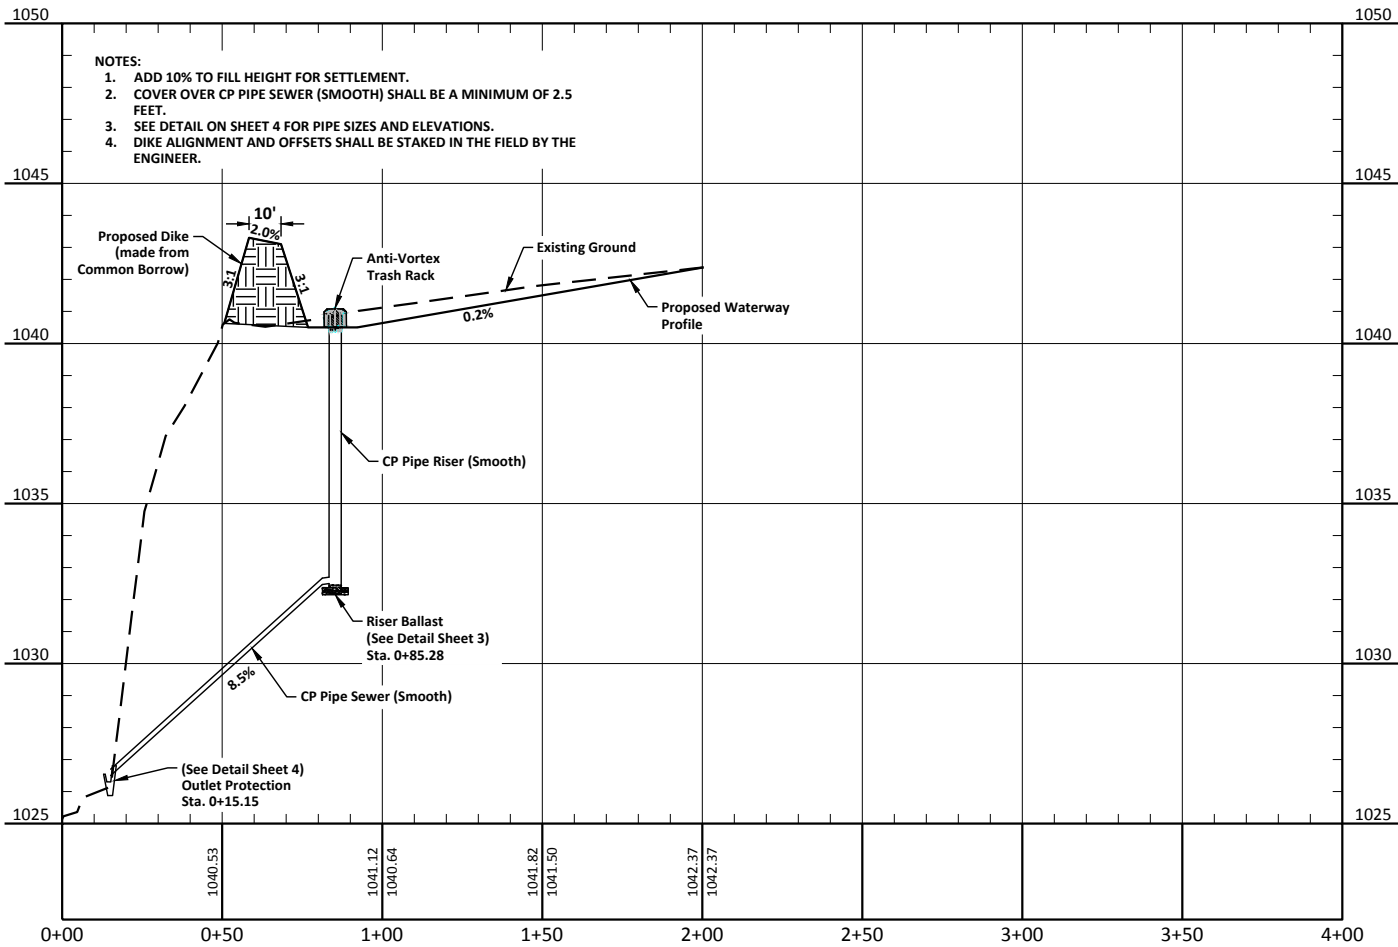 1050
1050
NOTES:
1. ADD 10% TO FILL HEIGHT FOR SETTLEMENT.
2. COVER OVER CP PIPE SEWER (SMOOTH) SHALL BE A MINIMUM OF 2.5
FEET.
3. SEE DETAIL ON SHEET 4 FOR PIPE SIZES AND ELEVATIONS.
4. DIKE ALIGNMENT AND OFFSETS SHALL BE STAKED IN THE FIELD BY THE
ENGINEER.
1045
1045
10'
2.0%
Proposed Dike
(made from
Common Borrow)
3:1
3:1
Anti-Vortex
Trash Rack
Existing Ground
0.2%
Proposed Waterway
Profile
1040
1040
CP Pipe Riser (Smooth)
1035
1035
Riser Ballast
(See Detail Sheet 3)
Sta. 0+85.28
1030
1030
8.5%
CP Pipe Sewer (Smooth)
(See Detail Sheet 4)
Outlet Protection
Sta. 0+15.15
1025
1025
1040.53
1041.12
1040.64
1041.82
1041.50
1042.37
1042.37
0+00
0+50
1+00
1+50
2+00
2+50
3+00
3+50
4+00